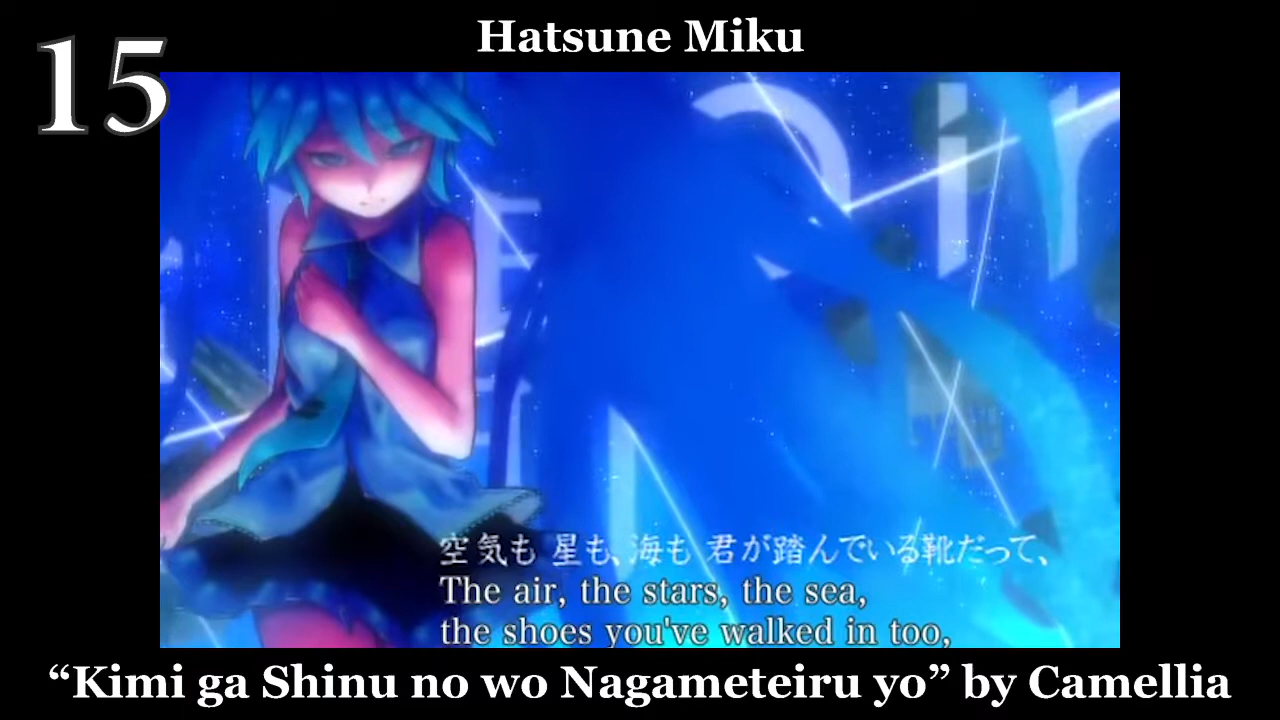 15
Hatsune Miku
空気も 星も、海も 君が踏んでいる靴だって、
The air, the stars, the sea,
the shoes you've walked in too,
“Kimi ga Shinu no wo Nagameteiru yo” by Camellia